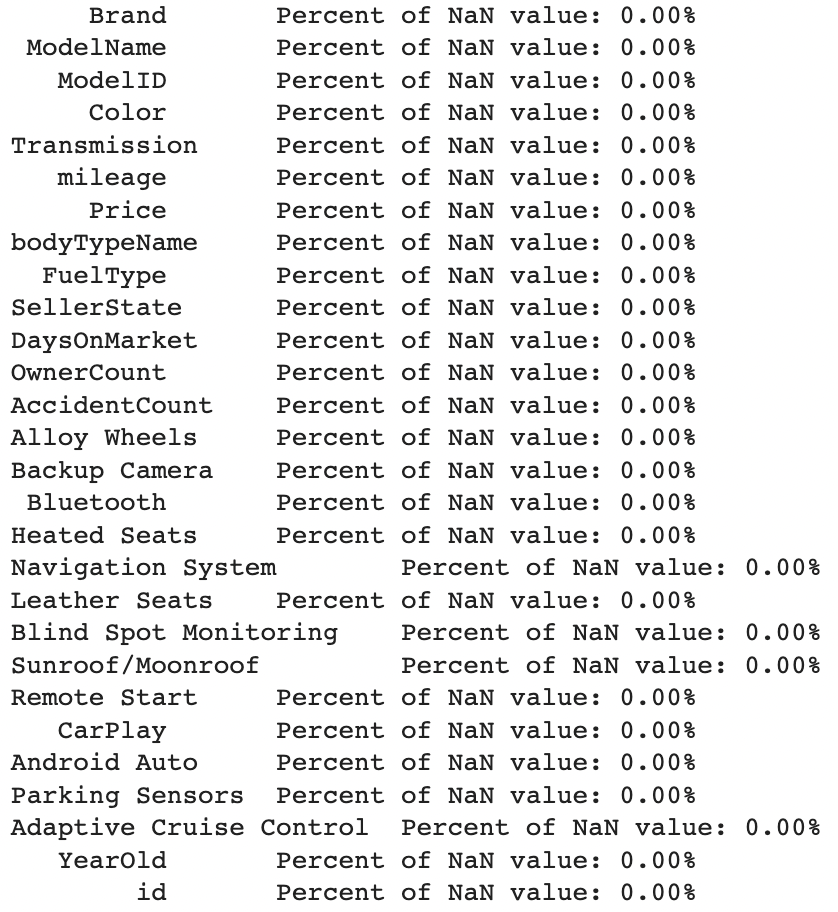 Brand Percent of NaN value: 0.00%
ModelName Percent of NaN value: 0.00%
ModelID Percent of NaN value: 0.00%
Color Percent of NaN value: 0.00%
Transmission Percent of NaN value: 0.00%
mileage Percent of NaN value: 0.00%
Price Percent of NaN value: 0.00%
bodyTypeName Percent of NaN value: 0.00%
FuelType Percent of NaN value: 0.00%
SellerState Percent of NaN value: 0.00%
DaysOnMarket Percent of NaN value: 0.00%
OwnerCount Percent of NaN value: 0.00%
AccidentCount Percent of NaN value: 0.00%
Alloy Wheels Percent of NaN value: 0.00%
Backup Camera Percent of NaN value: 0.00%
Bluetooth Percent of NaN value: 0.00%
Heated Seats Percent of NaN value: 0.00%
Navigation System Percent of NaN value: 0.00%
Leather Seats Percent of NaN value: 0.00%
Blind Spot Monitoring Percent of NaN value: 0.00%
Sunroof/Moonroof Percent of NaN value: 0.00%
Remote Start Percent of NaN value: 0.00%
CarPlay Percent of NaN value: 0.00%
Android Auto Percent of NaN value: 0.00%
Parking Sensors Percent of NaN value: 0.00%
Adaptive Cruise Control Percent of NaN value: 0.00%
YearOld Percent of NaN value: 0.00%
id Percent of NaN value: 0.00%